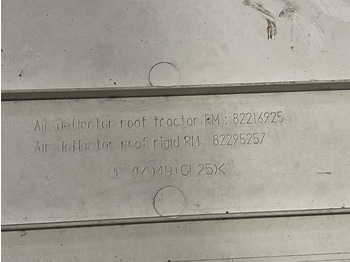 Air deflector roof tractor RM : 82216925
Air deflector roof rigid RM 82295257